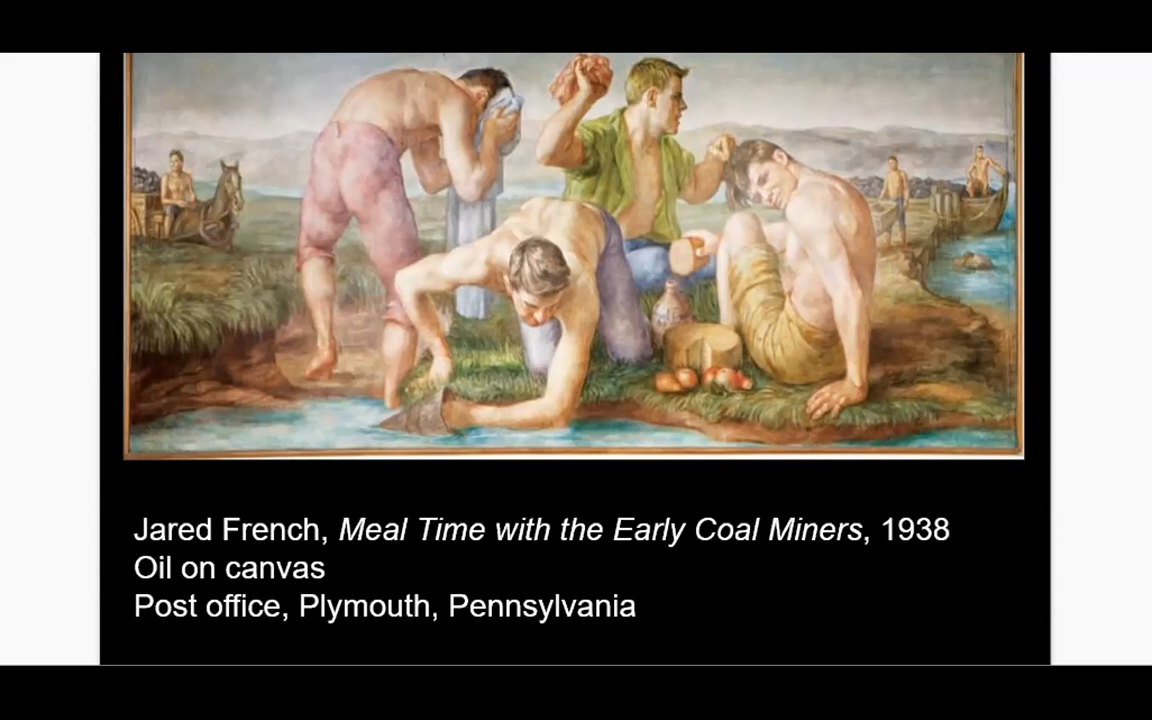 Jared French, Meal Time with the Early Coal Miners, 1938
Oil on canvas
Post office, Plymouth, Pennsylvania